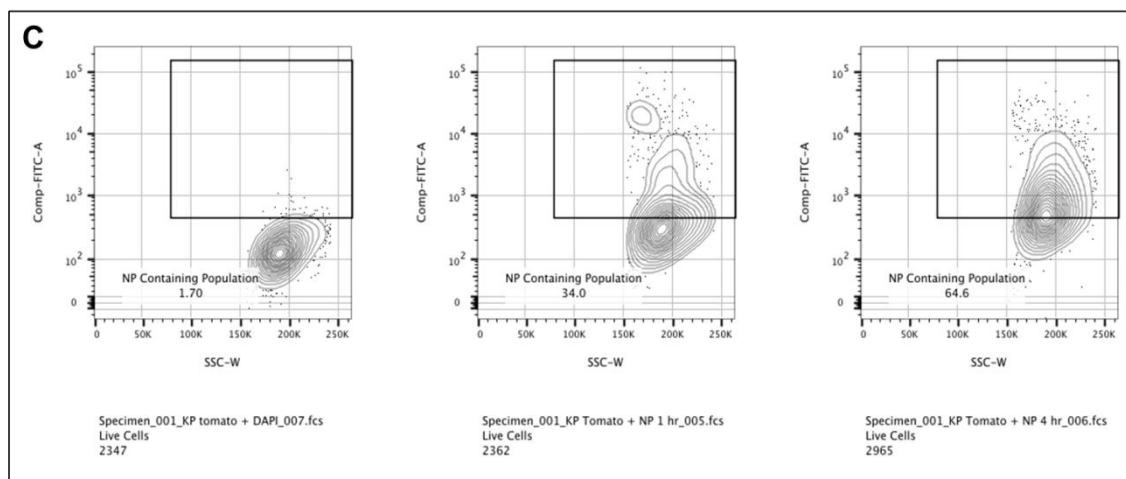 C
10^5
10^4
10^3
10^2
0
Comp-FITC-A
NP Containing Population
1.70
0 50K 100K 150K 200K 250K
SSC-W
Specimen_001_KP tomato + DAPI_007.fcs
Live Cells
2347
10^5
10^4
10^3
10^2
0
Comp-FITC-A
NP Containing Population
34.0
0 50K 100K 150K 200K 250K
SSC-W
Specimen_001_KP Tomato + NP 1 hr_005.fcs
Live Cells
2362
10^5
10^4
10^3
10^2
0
Comp-FITC-A
NP Containing Population
64.6
0 50K 100K 150K 200K 250K
SSC-W
Specimen_001_KP Tomato + NP 4 hr_006.fcs
Live Cells
2965